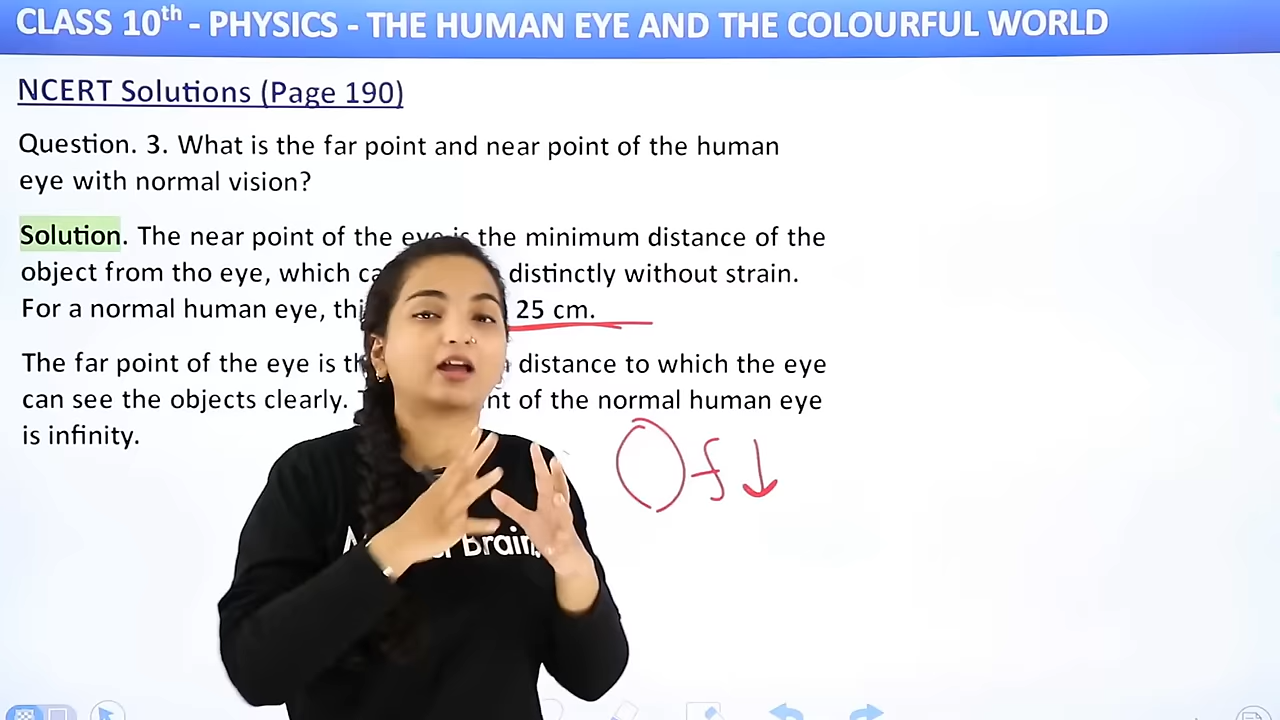 CLASS 10th - PHYSICS - THE HUMAN EYE AND THE COLOURFUL WORLD
NCERT Solutions (Page 190)
Question. 3. What is the far point and near point of the human
eye with normal vision?
Solution. The near point of the eye is the minimum distance of the
object from tho eye, which distinctly without strain.
For a normal human eye, 25 cm.
The far point of the eye is distance to which the eye
can see the objects clearly. of the normal human eye
is infinity.
f ↓
Brain